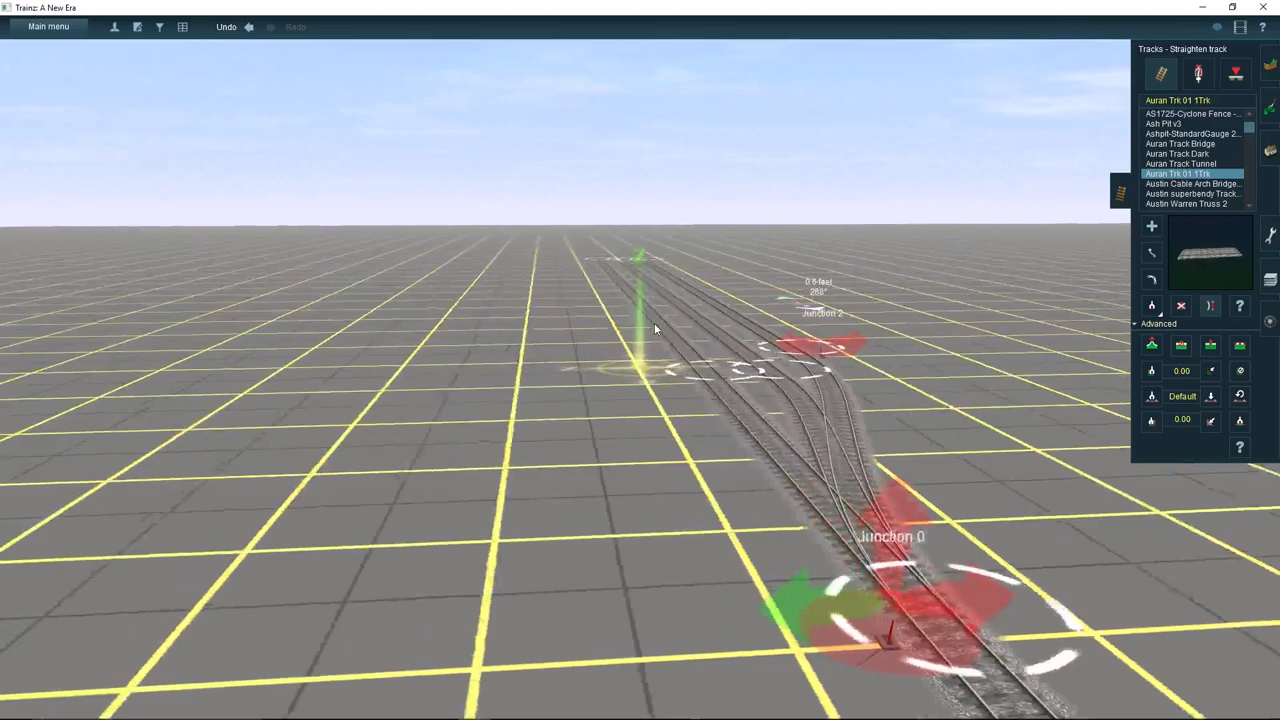 Trainz: A New Era
Main menu
Undo
Redo
Tracks - Straighten track
Auran Trk 01 1Trk
AS1725-Cyclone Fence -...
Ash Pit v3
Ashpit-StandardGauge 2...
Auran Track Bridge
Auran Track Dark
Auran Track Tunnel
Auran Trk 01 1Trk
Austin Cable Arch Bridge...
Austin superbendy Track...
Austin Warren Truss 2
Advanced
0.00
Default
0.00
0.6 feet
268°
Junction 2
Junction 0